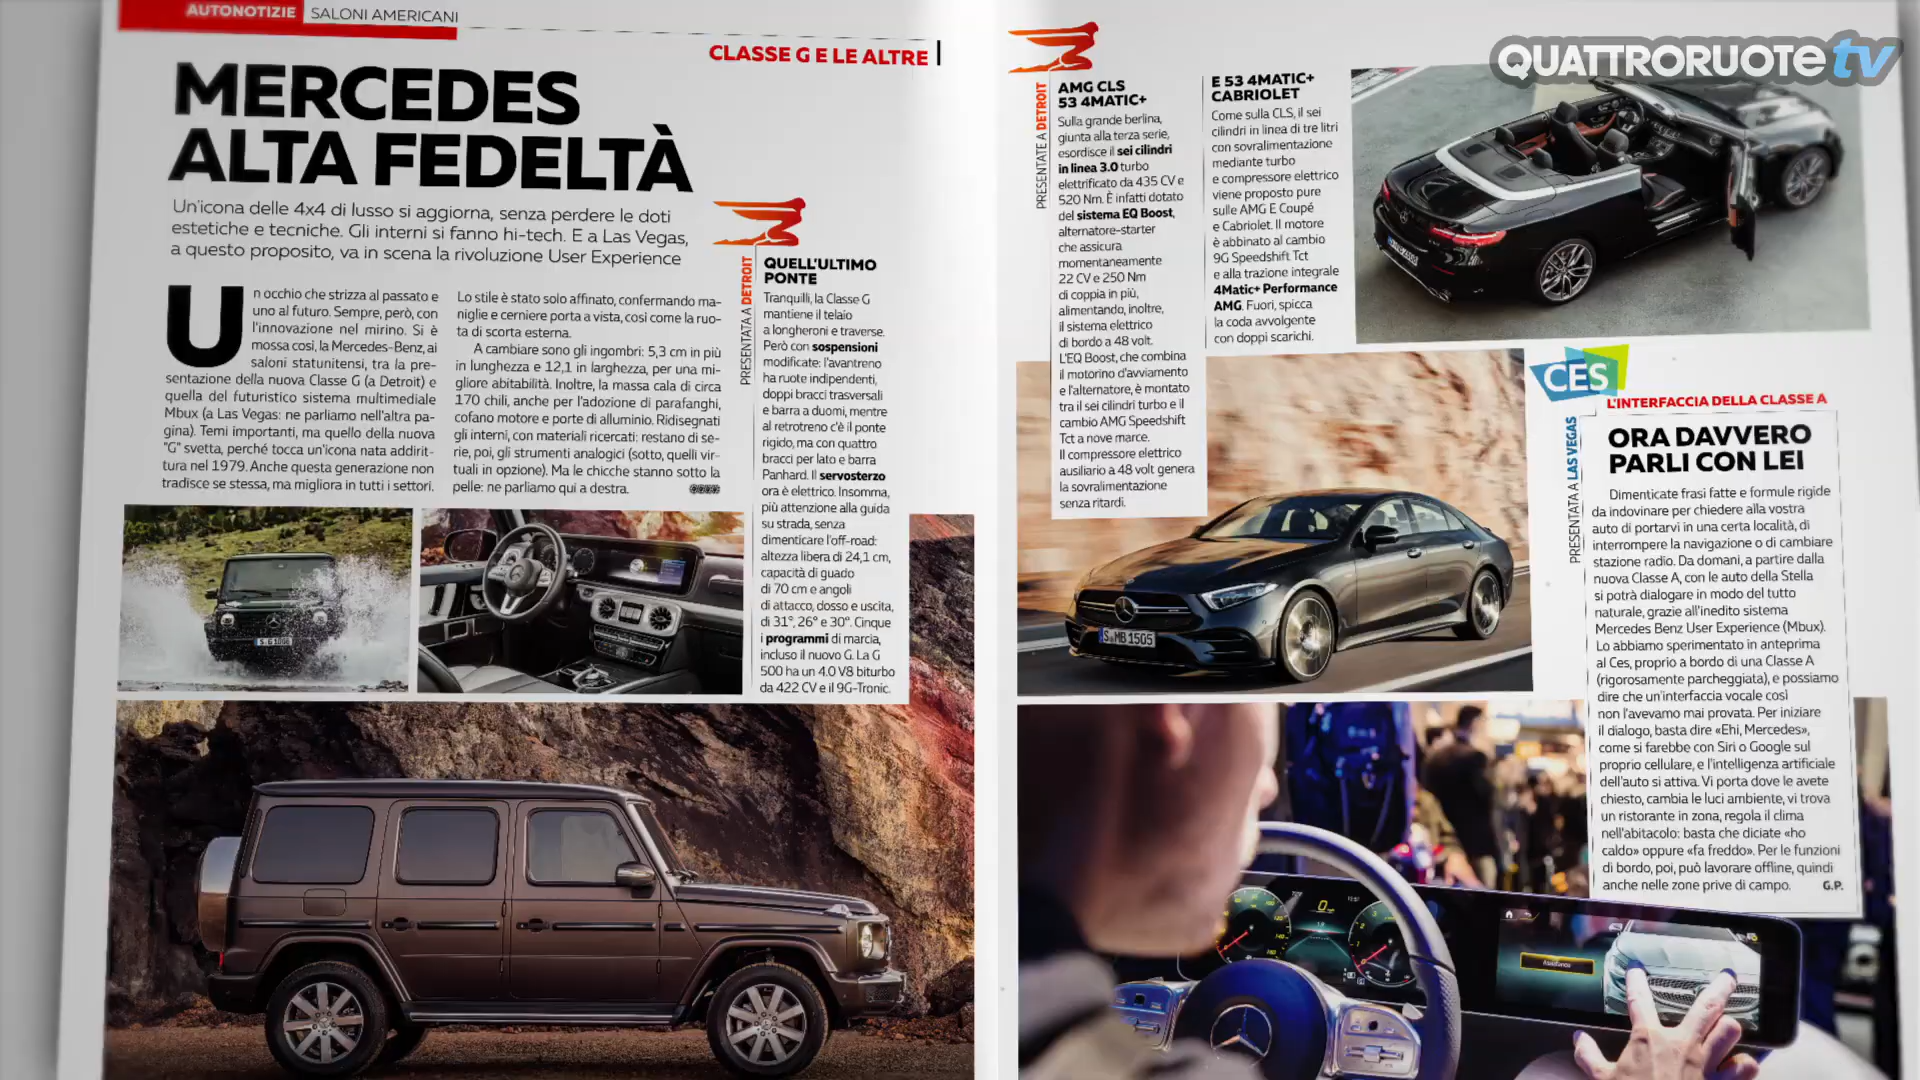 AUTONOTIZIE SALONI AMERICANI
CLASSE G E LE ALTRE
MERCEDES
ALTA FEDELTÀ
Un'icona delle 4x4 di lusso si aggiorna, senza perdere le doti
estetiche e tecniche. Gli interni si fanno hi-tech. E a Las Vegas,
a questo proposito, va in scena la rivoluzione User Experience
Un occhio che strizza al passato e
uno al futuro. Sempre, però, con
l'innovazione nel mirino. Si è
mossa così, la Mercedes-Benz, ai
saloni statunitensi, tra la pre-
sentazione della nuova Classe G (a Detroit) e
quella del futuristico sistema multimediale
Mbux (a Las Vegas: ne parliamo nell'altra pa-
gina). Temi importanti, ma quello della nuova
"G" svetta, perché tocca un'icona nata addirit-
tura nel 1979. Anche questa generazione non
tradisce se stessa, ma migliora in tutti i settori.
Lo stile è stato solo affinato, confermando ma-
niglie e cerniere porta a vista, così come la ruo-
ta di scorta esterna.
A cambiare sono gli ingombri: 5,3 cm in più
in lunghezza e 12,1 in larghezza, per una mi-
gliore abitabilità. Inoltre, la massa cala di circa
170 chili, anche per l'adozione di parafanghi,
cofano motore e porte di alluminio. Ridisegnati
gli interni, con materiali ricercati: restano di se-
rie, poi, gli strumenti analogici (sotto, quelli vir-
tuali in opzione). Ma le chicche stanno sotto la
pelle: ne parliamo qui a destra.
PRESENTATA A DETROIT
QUELL'ULTIMO
PONTE
Tranquilli, la Classe G
mantiene il telaio
a longheroni e traverse.
Però con sospensioni
modificate: l'avantreno
ha ruote indipendenti,
doppi bracci trasversali
e barra a duomi, mentre
al retrotreno c'è il ponte
rigido, ma con quattro
bracci per lato e barra
Panhard. Il servosterzo
ora è elettrico. Insomma,
più attenzione alla guida
su strada, senza
dimenticare l'off-road:
altezza libera di 24,1 cm,
capacità di guado
di 70 cm e angoli
di attacco, dosso e uscita,
di 31°, 26° e 30°. Cinque
i programmi di marcia,
incluso il nuovo G. La G
500 ha un 4.0 V8 biturbo
da 422 CV e il 9G-Tronic.
PRESENTATE A DETROIT
AMG CLS
53 4MATIC+
Sulla grande berlina,
giunta alla terza serie,
esordisce il sei cilindri
in linea 3.0 turbo
elettrificato da 435 CV e
520 Nm. È infatti dotato
del sistema EQ Boost,
alternatore-starter
che assicura
momentaneamente
22 CV e 250 Nm
di coppia in più,
alimentando, inoltre,
il sistema elettrico
di bordo a 48 volt.
L'EQ Boost, che combina
il motorino d'avviamento
e l'alternatore, è montato
tra il sei cilindri turbo e il
cambio AMG Speedshift
Tct a nove marce.
Il compressore elettrico
ausiliario a 48 volt genera
la sovralimentazione
senza ritardi.
E 53 4MATIC+
CABRIOLET
Come sulla CLS, il sei
cilindri in linea di tre litri
con sovralimentazione
mediante turbo
e compressore elettrico
viene proposto pure
sulle AMG E Coupé
e Cabriolet. Il motore
è abbinato al cambio
9G Speedshift Tct
e alla trazione integrale
4Matic+ Performance
AMG. Fuori, spicca
la coda avvolgente
con doppi scarichi.
QUATTRORUOTE tv
CES
PRESENTATA A LAS VEGAS
L'INTERFACCIA DELLA CLASSE A
ORA DAVVERO
PARLI CON LEI
Dimenticate frasi fatte e formule rigide
da indovinare per chiedere alla vostra
auto di portarvi in una certa località, di
interrompere la navigazione o di cambiare
stazione radio. Da domani, a partire dalla
nuova Classe A, con le auto della Stella
si potrà dialogare in modo del tutto
naturale, grazie all'inedito sistema
Mercedes Benz User Experience (Mbux).
Lo abbiamo sperimentato in anteprima
al Ces, proprio a bordo di una Classe A
(rigorosamente parcheggiata), e possiamo
dire che un'interfaccia vocale così
non l'avevamo mai provata. Per iniziare
il dialogo, basta dire «Ehi, Mercedes»,
come si farebbe con Siri o Google sul
proprio cellulare, e l'intelligenza artificiale
dell'auto si attiva. Vi porta dove le avete
chiesto, cambia le luci ambiente, vi trova
un ristorante in zona, regola il clima
nell'abitacolo: basta che diciate «ho
caldo» oppure «fa freddo». Per le funzioni
di bordo, poi, può lavorare offline, quindi
anche nelle zone prive di campo. G.P.
S MB 1505